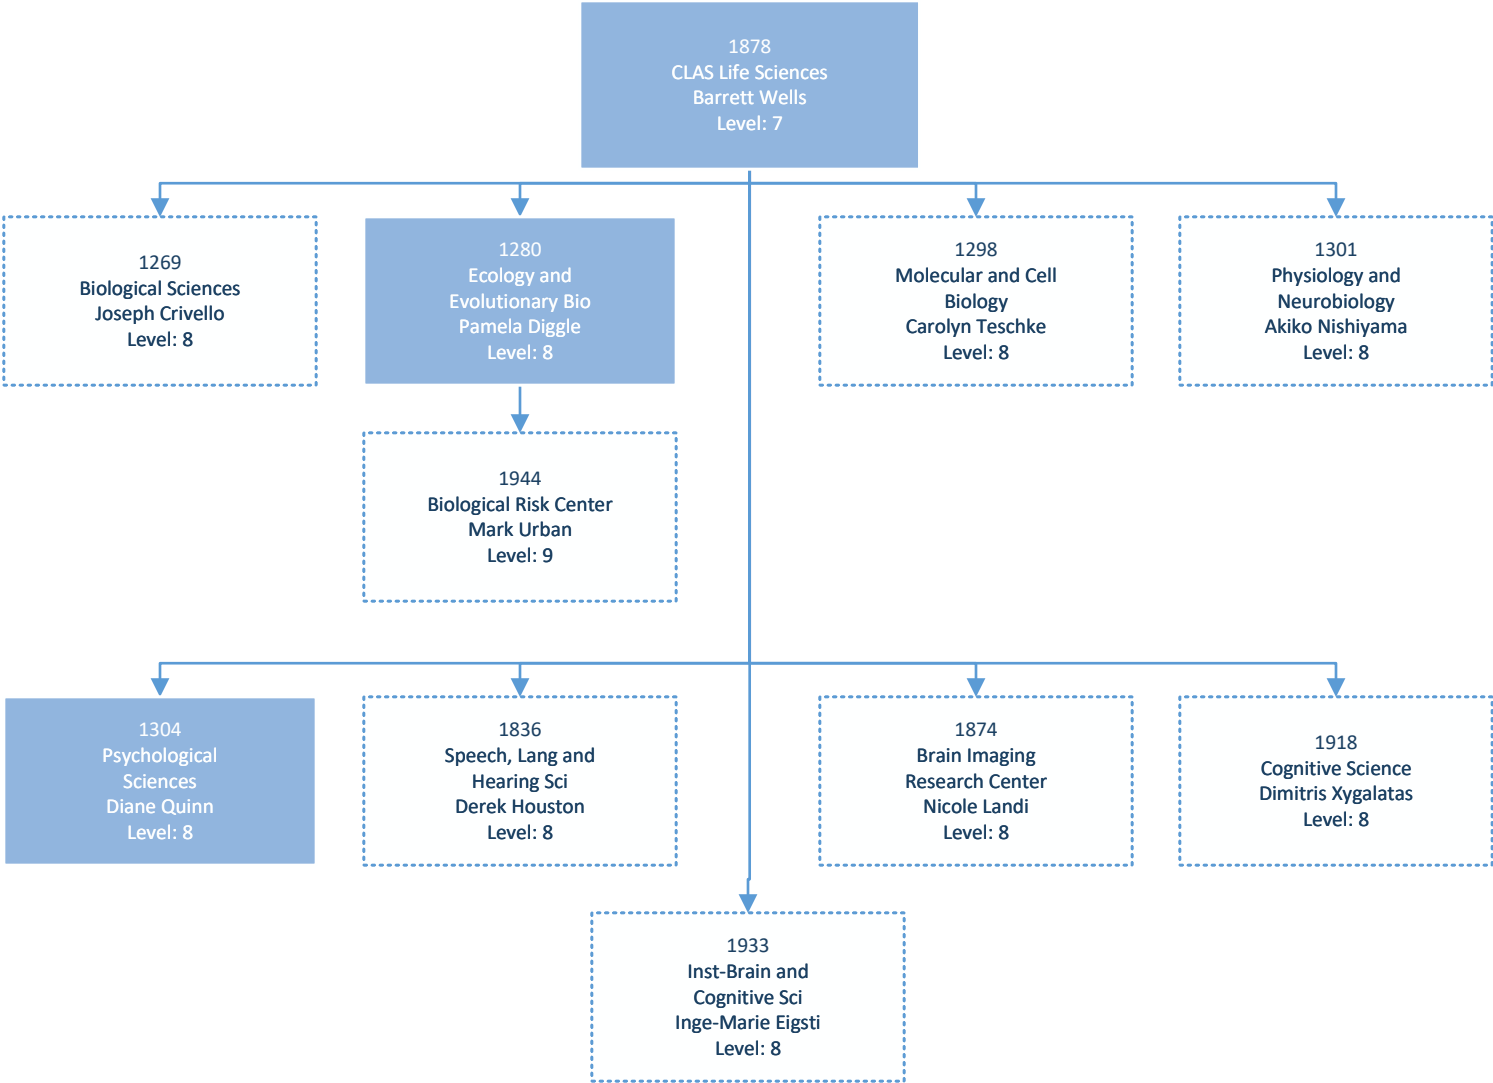 1878
CLAS Life Sciences
Barrett Wells
Level: 7
1269
Biological Sciences
Joseph Crivello
Level: 8
1280
Ecology and
Evolutionary Bio
Pamela Diggle
Level: 8
1298
Molecular and Cell
Biology
Carolyn Teschke
Level: 8
1301
Physiology and
Neurobiology
Akiko Nishiyama
Level: 8
1944
Biological Risk Center
Mark Urban
Level: 9
1304
Psychological
Sciences
Diane Quinn
Level: 8
1836
Speech, Lang and
Hearing Sci
Derek Houston
Level: 8
1874
Brain Imaging
Research Center
Nicole Landi
Level: 8
1918
Cognitive Science
Dimitris Xygalatas
Level: 8
1933
Inst-Brain and
Cognitive Sci
Inge-Marie Eigsti
Level: 8